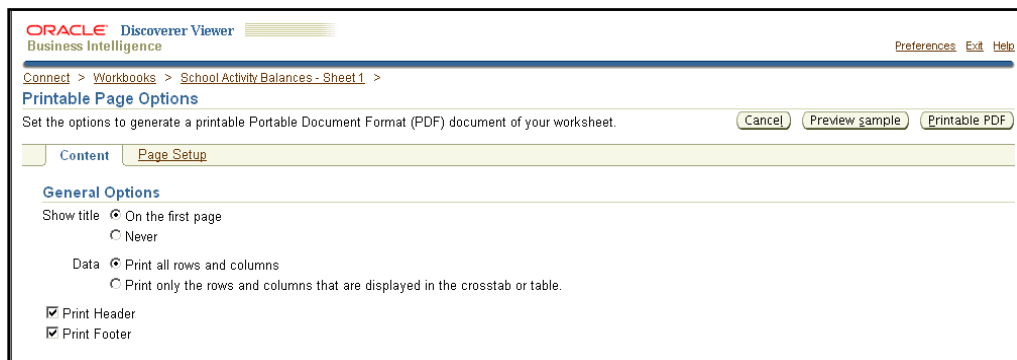 ORACLE Discoverer Viewer
Business Intelligence
Preferences Exit Help
Connect > Workbooks > School Activity Balances - Sheet 1 >
Printable Page Options
Set the options to generate a printable Portable Document Format (PDF) document of your worksheet.
Cancel Preview sample Printable PDF
Content Page Setup
General Options
Show title On the first page
Never
Data Print all rows and columns
Print only the rows and columns that are displayed in the crosstab or table.
Print Header
Print Footer